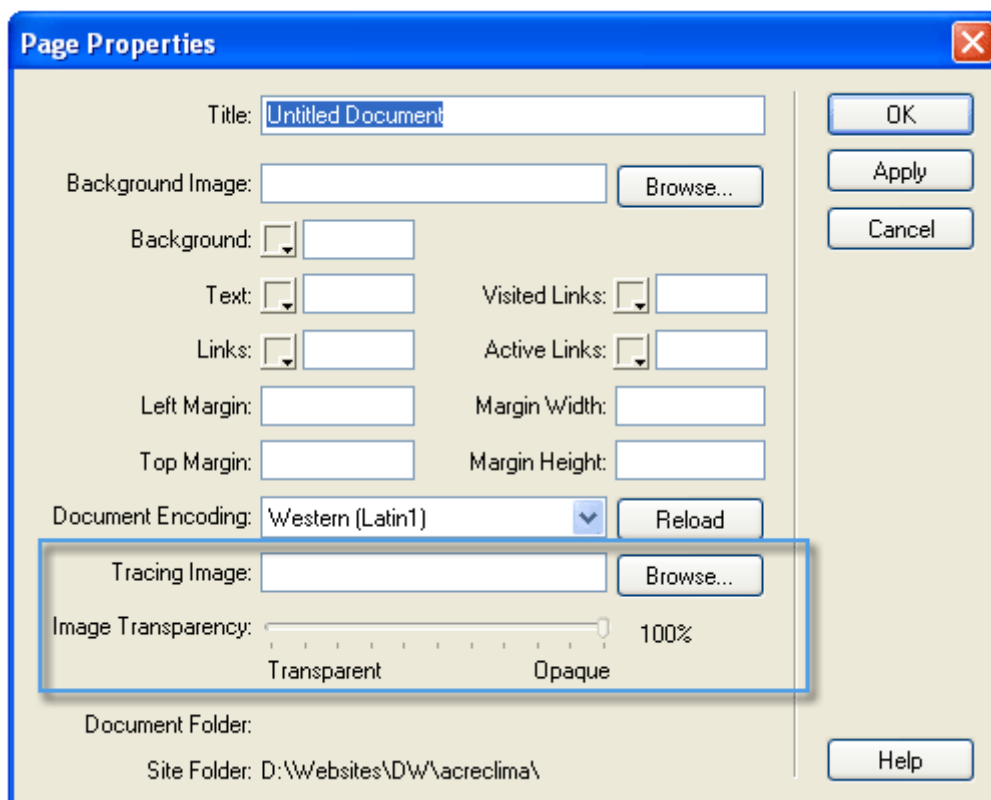 Page Properties
Title: Untitled Document
OK
Background Image:
Browse...
Apply
Background:
Cancel
Text:
Visited Links:
Links:
Active Links:
Left Margin:
Margin Width:
Top Margin:
Margin Height:
Document Encoding: Western (Latin1)
Reload
Tracing Image:
Browse...
Image Transparency:
100%
Transparent
Opaque
Document Folder:
Site Folder: D:\Websites\DW\acreclima\
Help